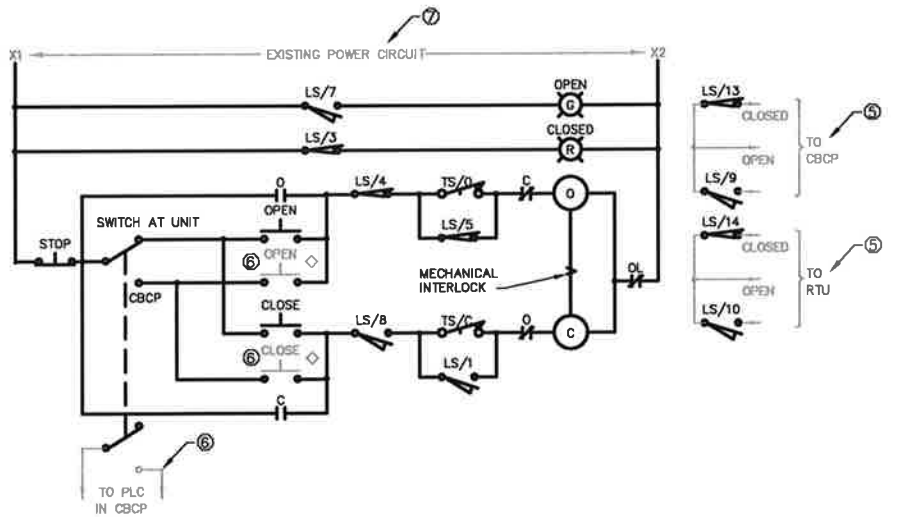 ⑦
X1
EXISTING POWER CIRCUIT
X2
LS/7
OPEN
G
LS/3
CLOSED
R
O
OPEN
LS/4
TS/O
C
O
LS/5
SWITCH AT UNIT
STOP
⑥ OPEN
CBCP
MECHANICAL
INTERLOCK
OL
CLOSE
LS/8
TS/C
O
C
⑥ CLOSE
LS/1
C
⑥
TO PLC
IN CBCP
LS/13
CLOSED
OPEN
LS/9
TO
CBCP
⑤
LS/14
CLOSED
OPEN
LS/10
TO
RTU
⑤